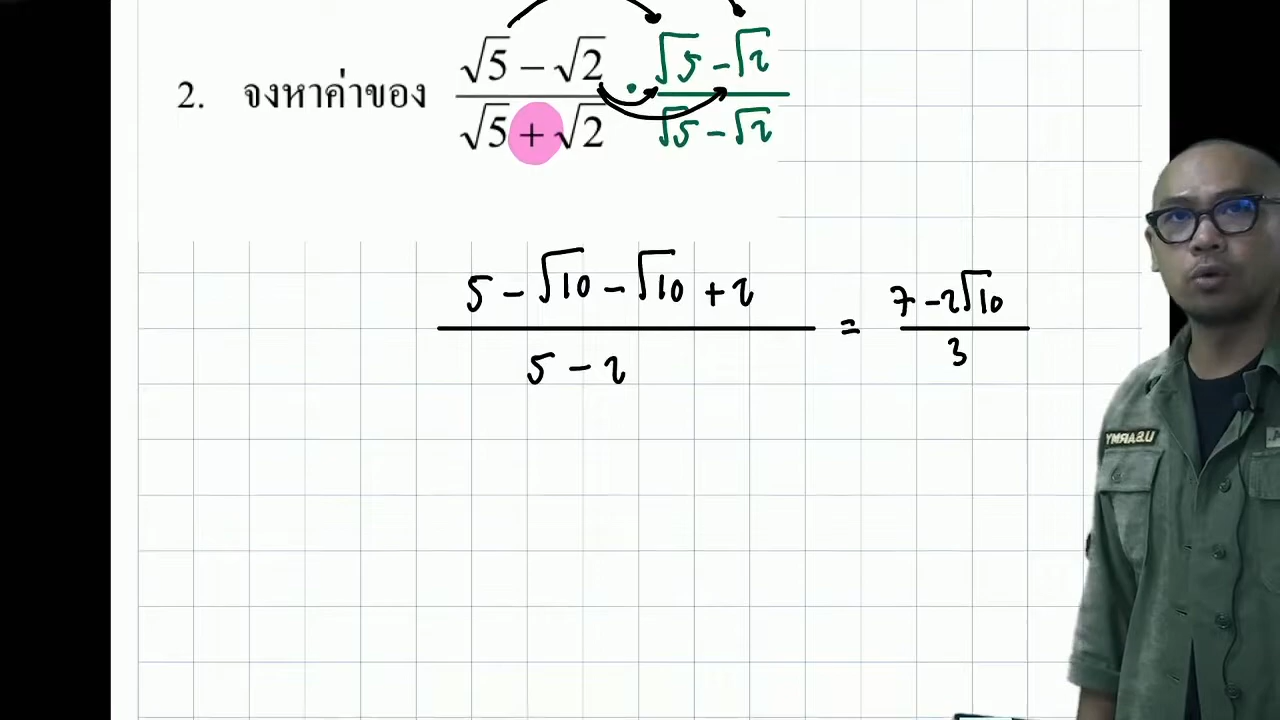 2. จงหาค่าของ (√5 − √2)/(√5 + √2) · (√5 − √2)/(√5 − √2)
(5 − √10 − √10 + 2)/(5 − 2) = (7 − 2√10)/3
U.S.ARMY